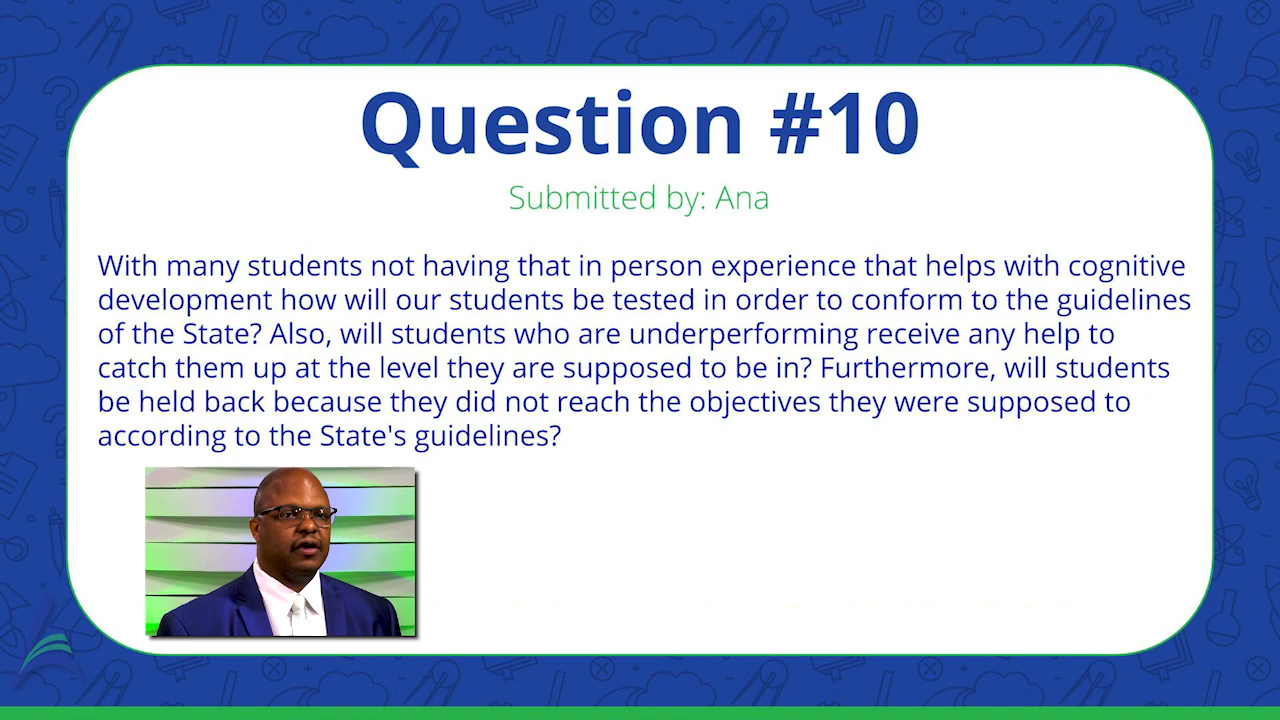 Question #10
Submitted by: Ana
With many students not having that in person experience that helps with cognitive
development how will our students be tested in order to conform to the guidelines
of the State? Also, will students who are underperforming receive any help to
catch them up at the level they are supposed to be in? Furthermore, will students
be held back because they did not reach the objectives they were supposed to
according to the State's guidelines?